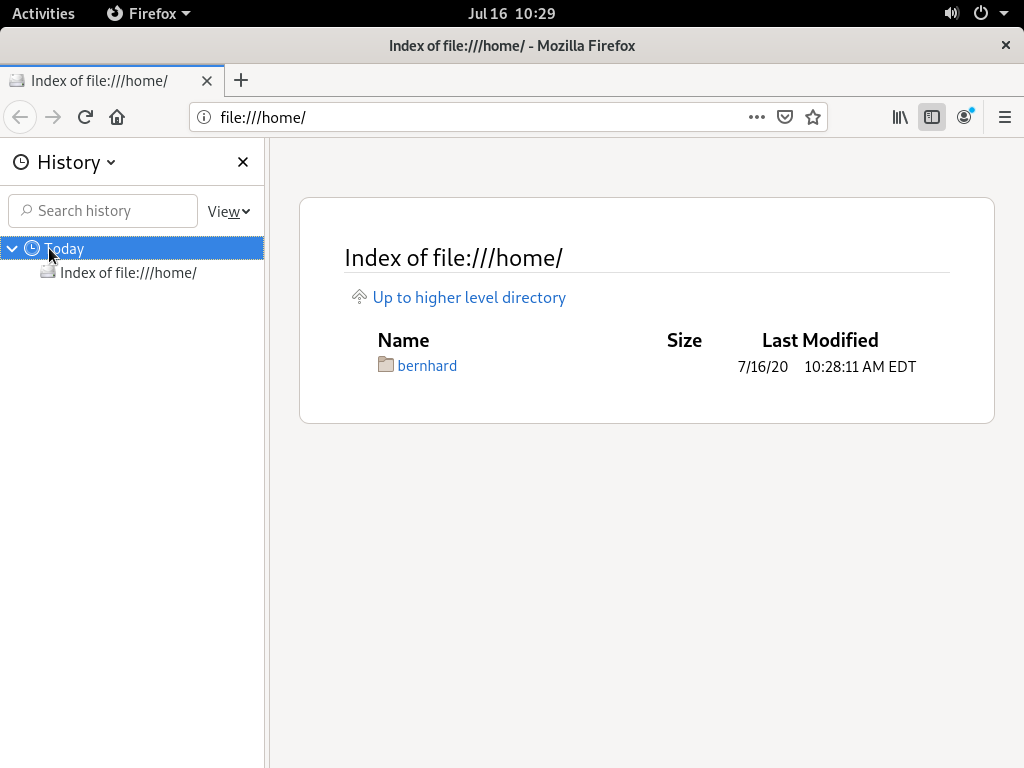 Activities Firefox Jul 16 10:29
Index of file:///home/ - Mozilla Firefox
Index of file:///home/
file:///home/
History
Search history View
Today
Index of file:///home/
Index of file:///home/
Up to higher level directory
Name Size Last Modified
bernhard 7/16/20 10:28:11 AM EDT